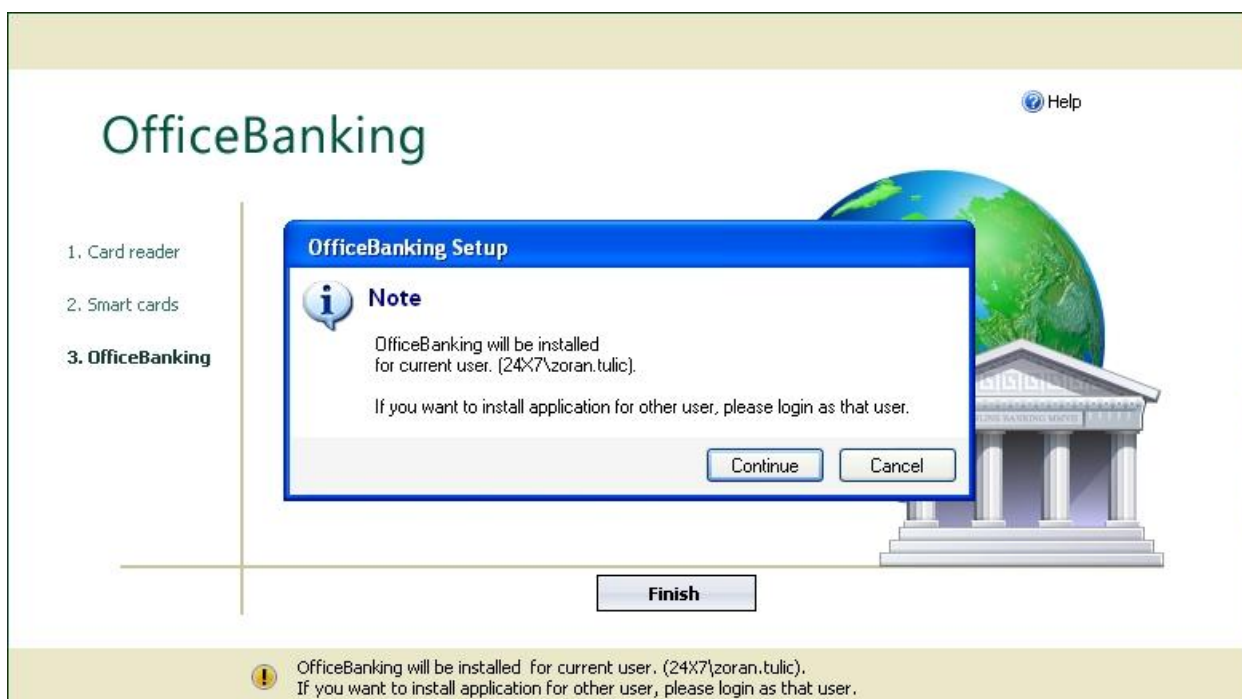 Help
OfficeBanking
1. Card reader
2. Smart cards
3. OfficeBanking
OfficeBanking Setup
Note
OfficeBanking will be installed
for current user. (24X7\zoran.tulic).
If you want to install application for other user, please login as that user.
Continue
Cancel
Finish
OfficeBanking will be installed for current user. (24X7\zoran.tulic).
If you want to install application for other user, please login as that user.